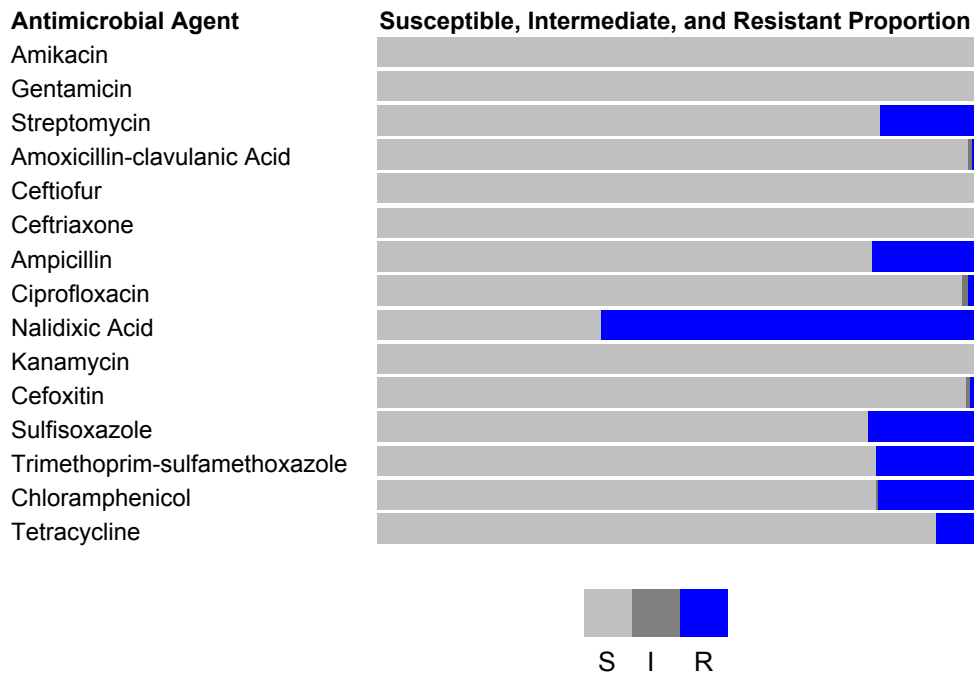 Antimicrobial Agent Susceptible, Intermediate, and Resistant Proportion
Amikacin
Gentamicin
Streptomycin
Amoxicillin-clavulanic Acid
Ceftiofur
Ceftriaxone
Ampicillin
Ciprofloxacin
Nalidixic Acid
Kanamycin
Cefoxitin
Sulfisoxazole
Trimethoprim-sulfamethoxazole
Chloramphenicol
Tetracycline
S I R